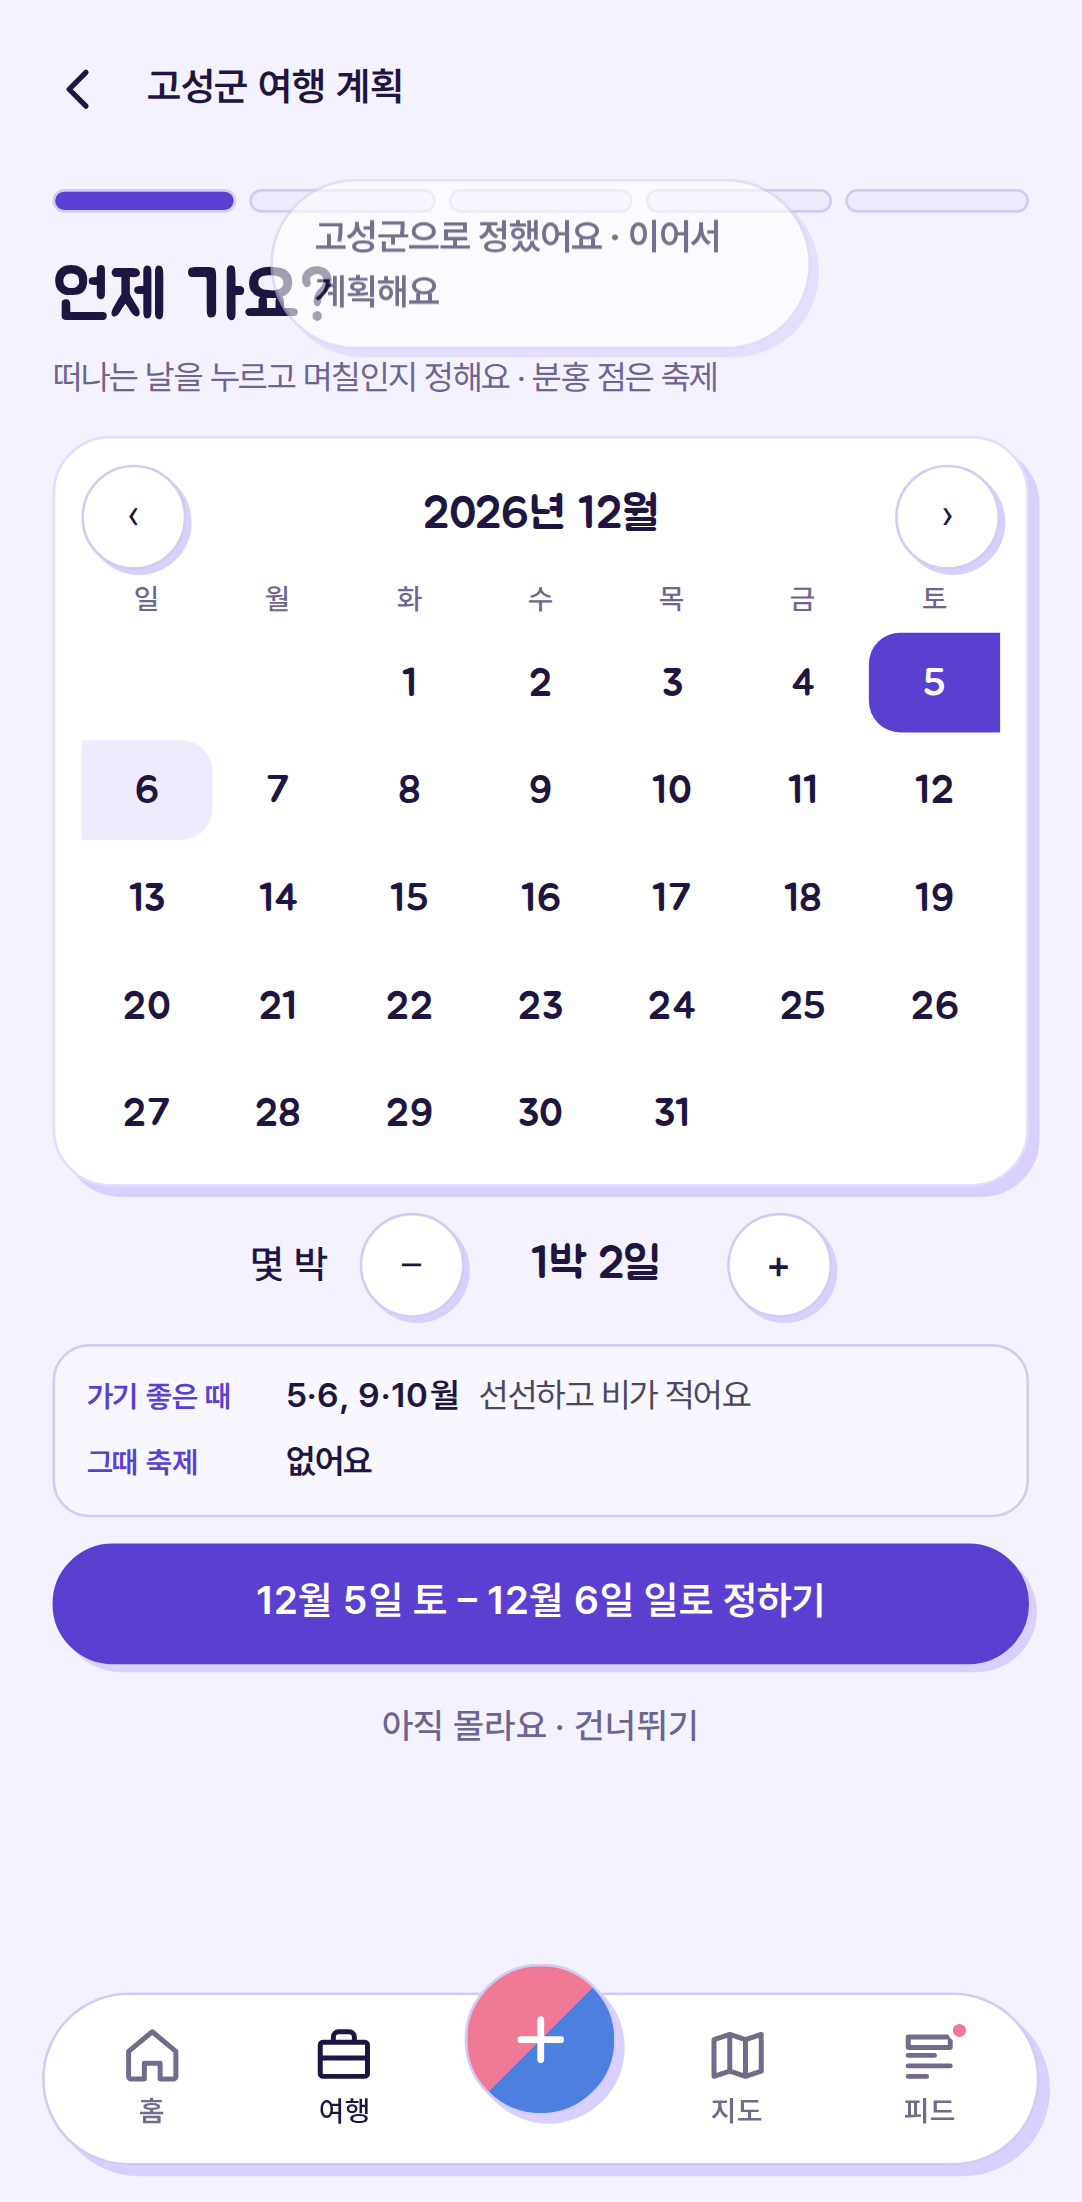 고성군 여행 계획
고성군으로 정했어요 · 이어서
계획해요
언제 가요?
떠나는 날을 누르고 며칠인지 정해요 · 분홍 점은 축제
‹ 2026년 12월 ›
일 월 화 수 목 금 토
1 2 3 4 5
6 7 8 9 10 11 12
13 14 15 16 17 18 19
20 21 22 23 24 25 26
27 28 29 30 31
몇 박 − 1박 2일 +
가기 좋은 때 5·6, 9·10월 선선하고 비가 적어요
그때 축제 없어요
12월 5일 토 – 12월 6일 일로 정하기
아직 몰라요 · 건너뛰기
홈 여행 지도 피드